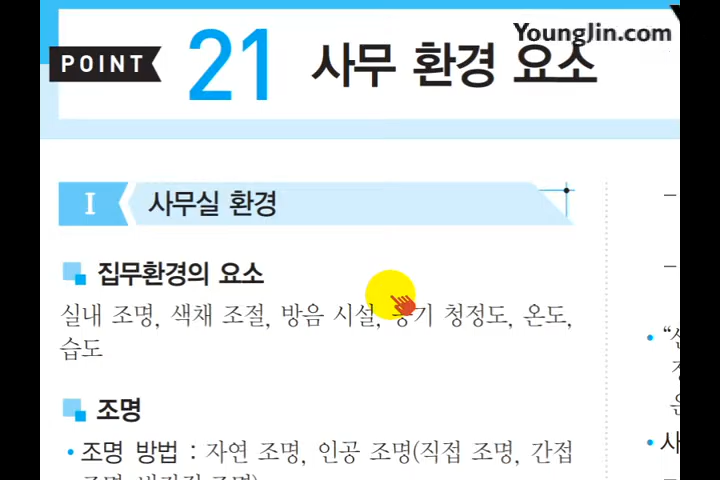 YoungJin.com
POINT 21 사무 환경 요소
I 사무실 환경
집무환경의 요소
실내 조명, 색채 조절, 방음 시설, 공기 청정도, 온도,
습도
조명
• 조명 방법 : 자연 조명, 인공 조명(직접 조명, 간접